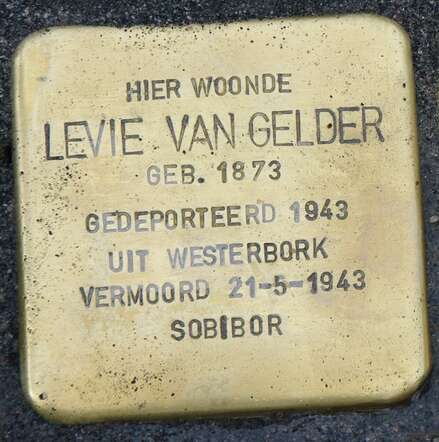 HIER WOONDE
LEVIE VAN GELDER
GEB. 1873
GEDEPORTEERD 1943
UIT WESTERBORK
VERMOORD 21-5-1943
SOBIBOR